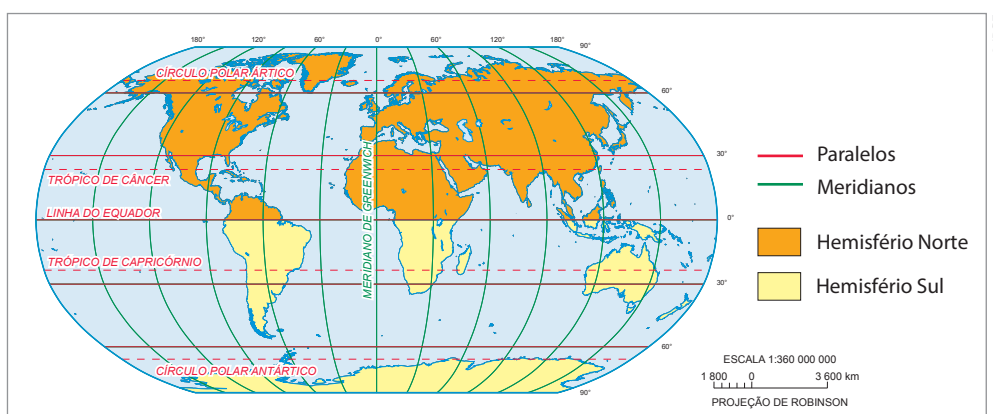 180° 120° 60° 0° 60° 120° 180°
90°
CÍRCULO POLAR ÁRTICO
60°
30°
TRÓPICO DE CÂNCER
LINHA DO EQUADOR
0°
MERIDIANO DE GREENWICH
TRÓPICO DE CAPRICÓRNIO
30°
60°
CÍRCULO POLAR ANTÁRTICO
90°
Paralelos
Meridianos
Hemisfério Norte
Hemisfério Sul
ESCALA 1:360 000 000
1 800 0 3 600 km
PROJEÇÃO DE ROBINSON